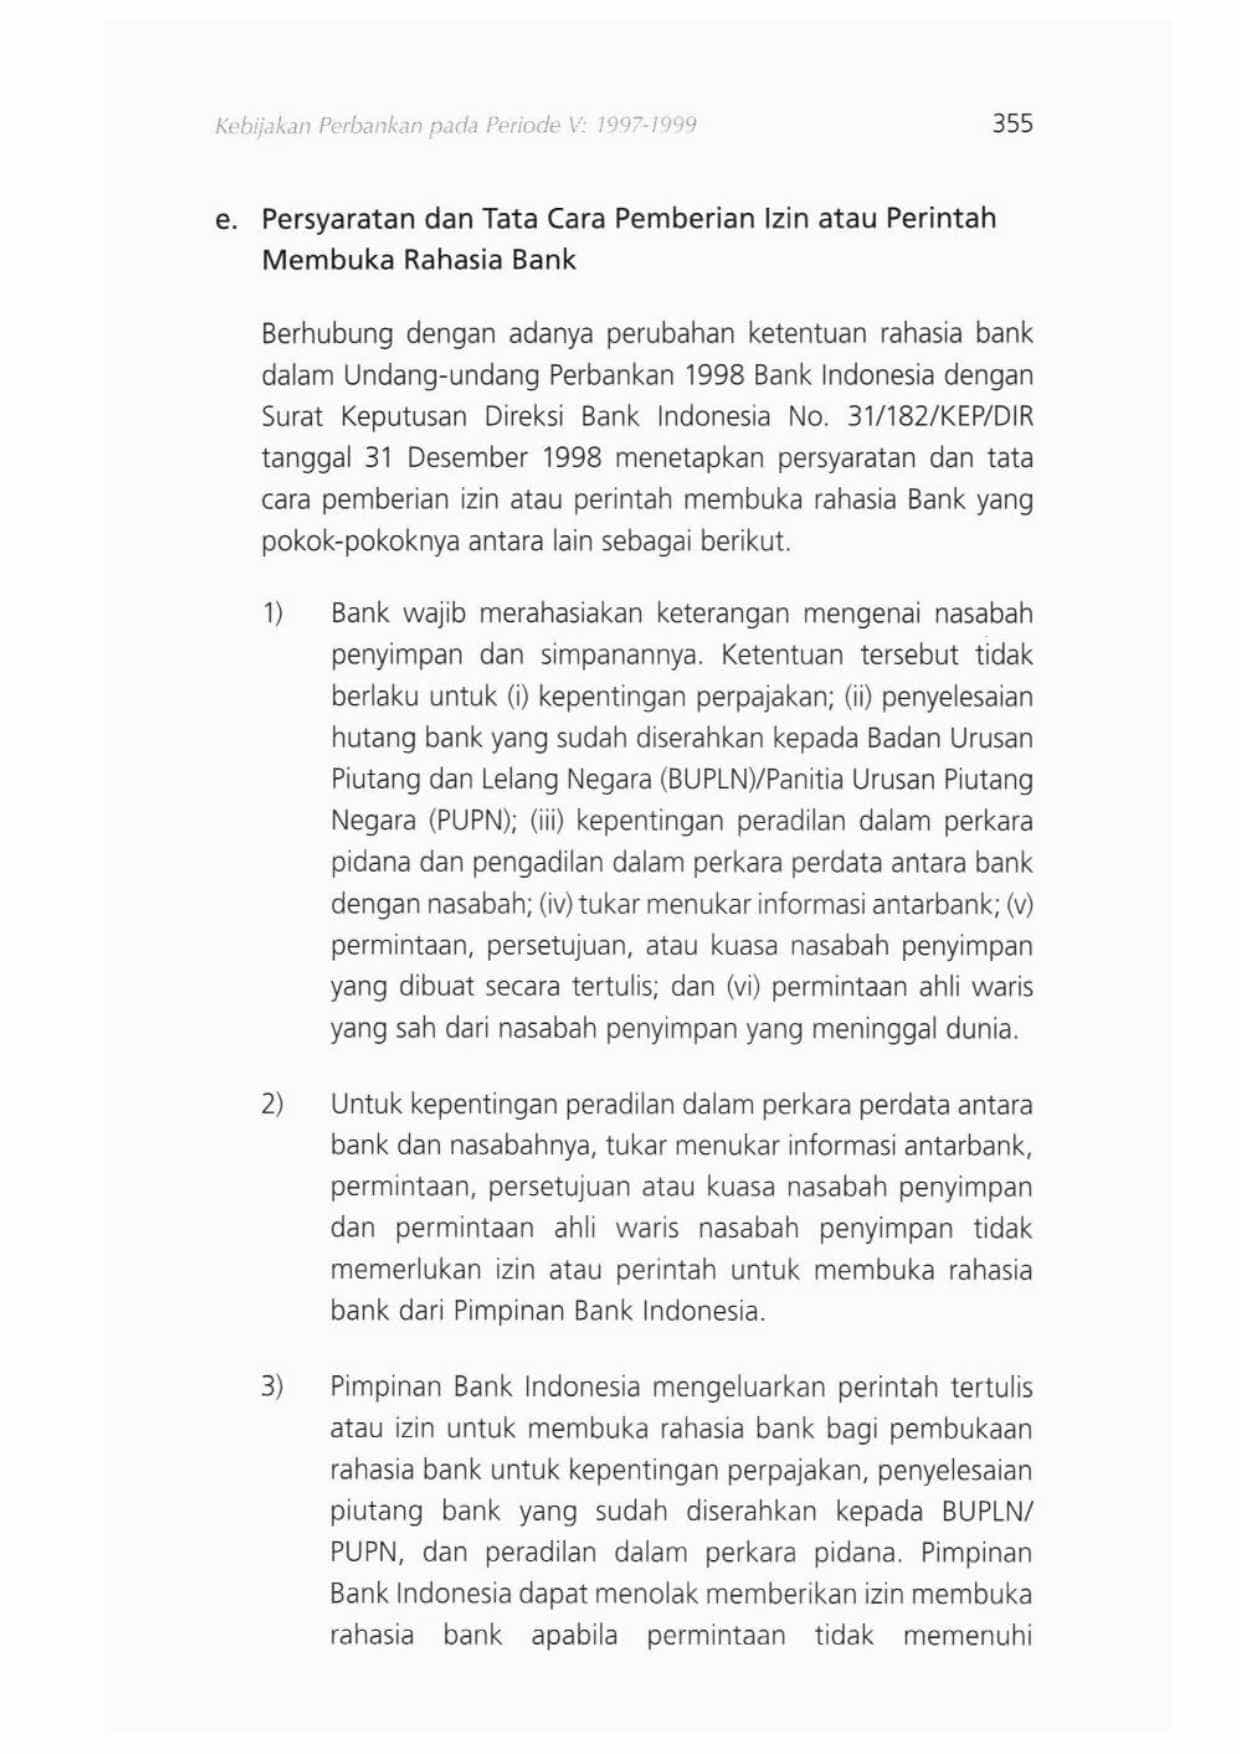 Kebijakan Perbankan pada Periode V: 1997-1999 355
e. Persyaratan dan Tata Cara Pemberian Izin atau Perintah
Membuka Rahasia Bank
Berhubung dengan adanya perubahan ketentuan rahasia bank
dalam Undang-undang Perbankan 1998 Bank Indonesia dengan
Surat Keputusan Direksi Bank Indonesia No. 31/182/KEP/DIR
tanggal 31 Desember 1998 menetapkan persyaratan dan tata
cara pemberian izin atau perintah membuka rahasia Bank yang
pokok-pokoknya antara lain sebagai berikut.
1) Bank wajib merahasiakan keterangan mengenai nasabah
penyimpan dan simpanannya. Ketentuan tersebut tidak
berlaku untuk (i) kepentingan perpajakan; (ii) penyelesaian
hutang bank yang sudah diserahkan kepada Badan Urusan
Piutang dan Lelang Negara (BUPLN)/Panitia Urusan Piutang
Negara (PUPN); (iii) kepentingan peradilan dalam perkara
pidana dan pengadilan dalam perkara perdata antara bank
dengan nasabah; (iv) tukar menukar informasi antarbank; (v)
permintaan, persetujuan, atau kuasa nasabah penyimpan
yang dibuat secara tertulis; dan (vi) permintaan ahli waris
yang sah dari nasabah penyimpan yang meninggal dunia.
2) Untuk kepentingan peradilan dalam perkara perdata antara
bank dan nasabahnya, tukar menukar informasi antarbank,
permintaan, persetujuan atau kuasa nasabah penyimpan
dan permintaan ahli waris nasabah penyimpan tidak
memerlukan izin atau perintah untuk membuka rahasia
bank dari Pimpinan Bank Indonesia.
3) Pimpinan Bank Indonesia mengeluarkan perintah tertulis
atau izin untuk membuka rahasia bank bagi pembukaan
rahasia bank untuk kepentingan perpajakan, penyelesaian
piutang bank yang sudah diserahkan kepada BUPLN/
PUPN, dan peradilan dalam perkara pidana. Pimpinan
Bank Indonesia dapat menolak memberikan izin membuka
rahasia bank apabila permintaan tidak memenuhi